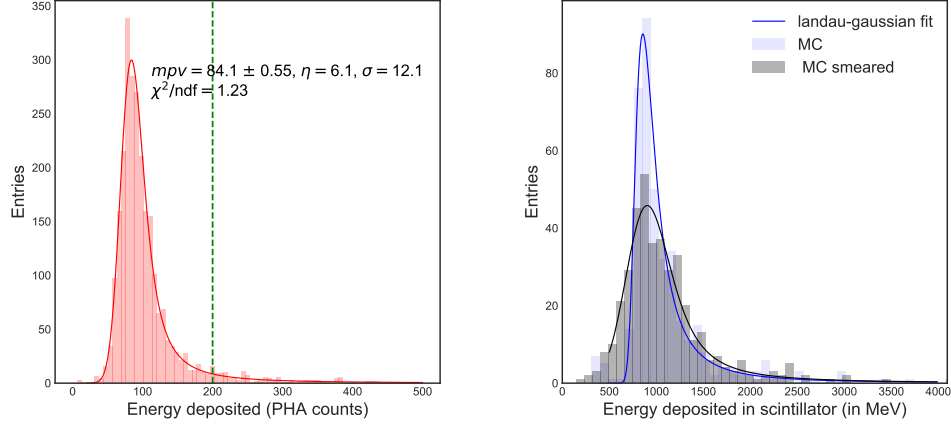 350
300
250
200
150
100
50
0
Entries
mpv = 84.1 ± 0.55, η = 6.1, σ = 12.1
χ²/ndf = 1.23
0 100 200 300 400 500
Energy deposited (PHA counts)
80
60
40
20
0
Entries
landau-gaussian fit
MC
MC smeared
0 500 1000 1500 2000 2500 3000 3500 4000
Energy deposited in scintillator (in MeV)